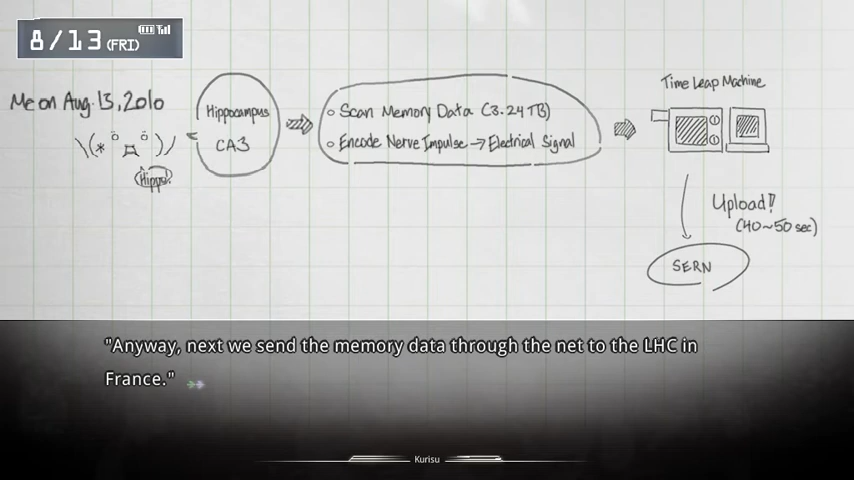 8/13 (FRI)
Me on Aug. 13, 2010
Hippo!
Hippocampus
CA3
Scan Memory Data (3.24 TB)
Encode Nerve Impulse → Electrical Signal
Time Leap Machine
Upload!!
(40~50 sec)
SERN
"Anyway, next we send the memory data through the net to the LHC in
France."
Kurisu